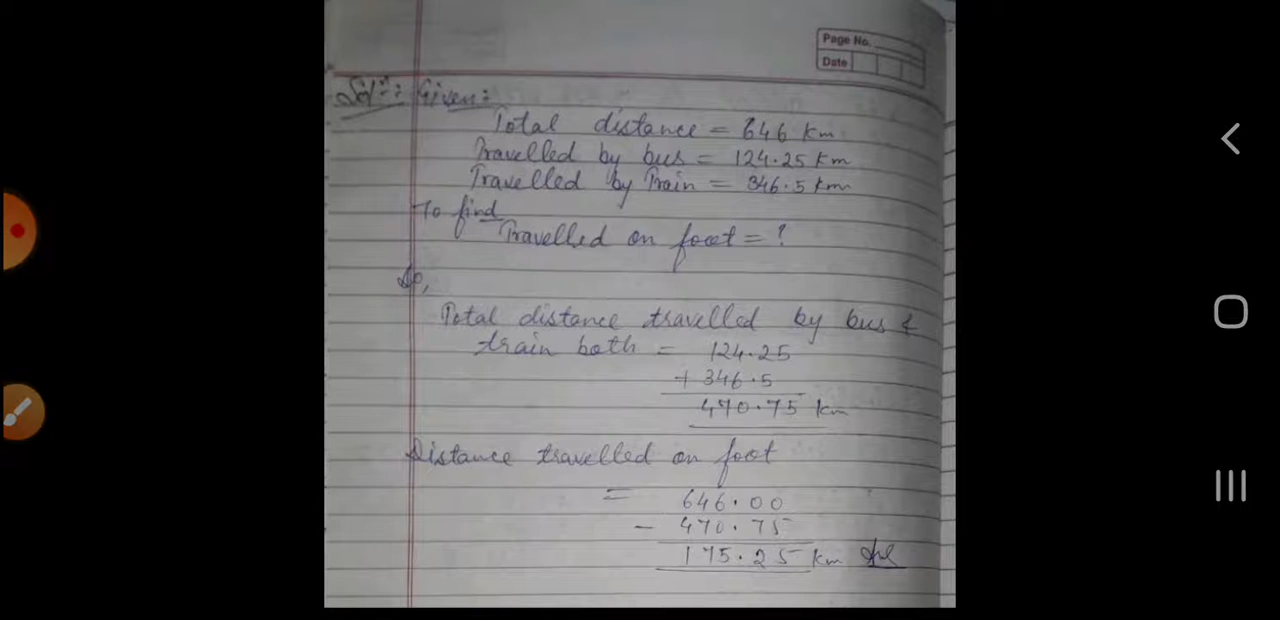 Page No.
Date
Sol^n:- Given:-
Total distance = 646 km
Travelled by bus = 124.25 km
Travelled by Train = 346.5 km
To find
Travelled on foot = ?
So,
Total distance travelled by bus &
train both = 124.25
+ 346.5
470.75 km
Distance travelled on foot
= 646.00
- 470.75
175.25 km Ans